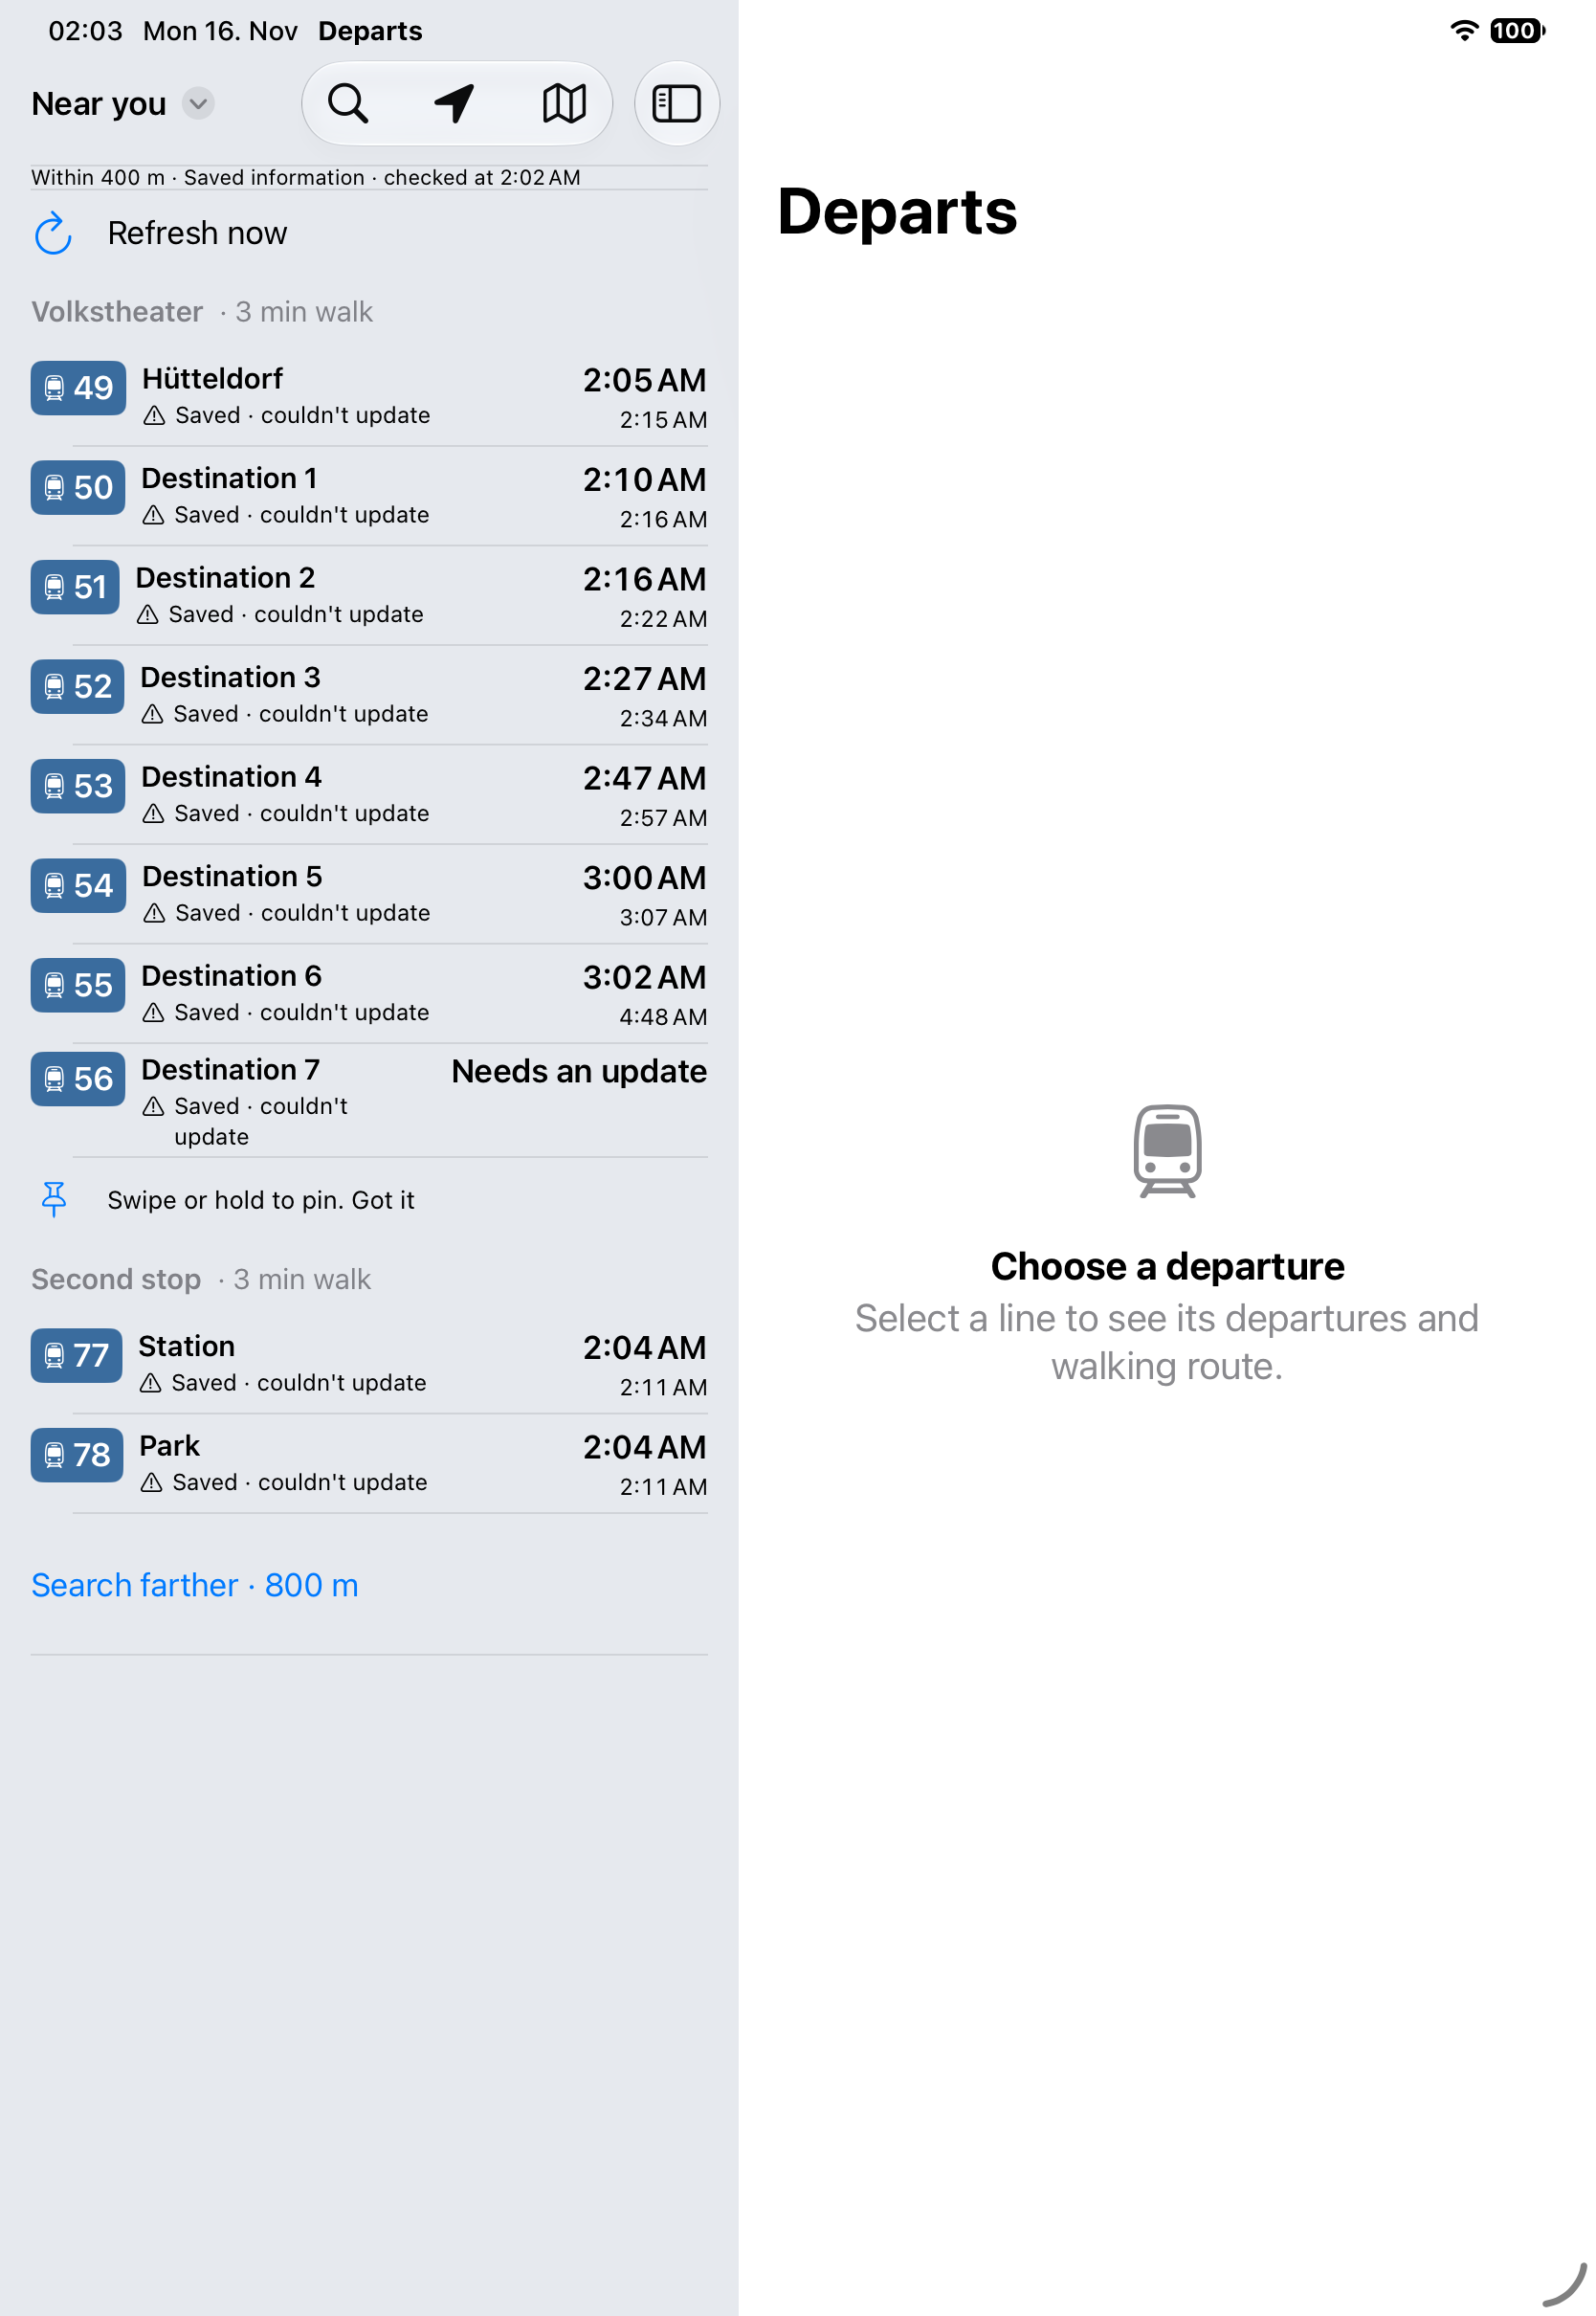 02:03 Mon 16. Nov Departs
100
Near you
Within 400 m · Saved information · checked at 2:02 AM
Refresh now
Volkstheater · 3 min walk
49 Hütteldorf 2:05 AM
Saved · couldn't update 2:15 AM
50 Destination 1 2:10 AM
Saved · couldn't update 2:16 AM
51 Destination 2 2:16 AM
Saved · couldn't update 2:22 AM
52 Destination 3 2:27 AM
Saved · couldn't update 2:34 AM
53 Destination 4 2:47 AM
Saved · couldn't update 2:57 AM
54 Destination 5 3:00 AM
Saved · couldn't update 3:07 AM
55 Destination 6 3:02 AM
Saved · couldn't update 4:48 AM
56 Destination 7 Needs an update
Saved · couldn't
update
Swipe or hold to pin. Got it
Second stop · 3 min walk
77 Station 2:04 AM
Saved · couldn't update 2:11 AM
78 Park 2:04 AM
Saved · couldn't update 2:11 AM
Search farther · 800 m
Departs
Choose a departure
Select a line to see its departures and
walking route.